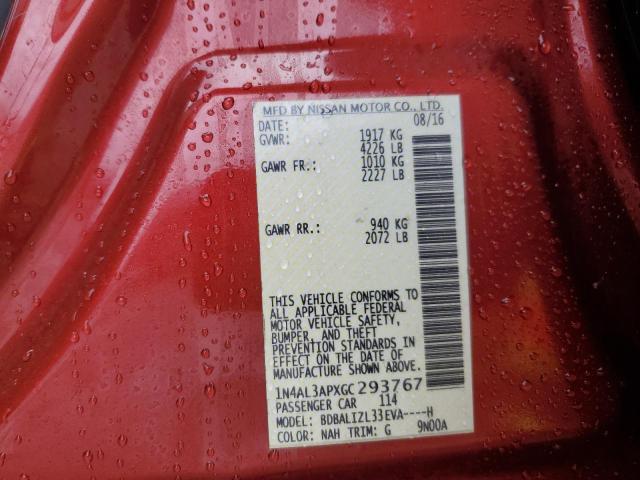 MFD BY NISSAN MOTOR CO., LTD.
DATE: 08/16
GVWR: 1917 KG
4226 LB
GAWR FR.: 1010 KG
2227 LB
GAWR RR.: 940 KG
2072 LB
THIS VEHICLE CONFORMS TO
ALL APPLICABLE FEDERAL
MOTOR VEHICLE SAFETY,
BUMPER, AND THEFT
PREVENTION STANDARDS IN
EFFECT ON THE DATE OF
MANUFACTURE SHOWN ABOVE.
1N4AL3APXGC293767
PASSENGER CAR 114
MODEL: BDBALIZL33EVA----H
COLOR: NAH TRIM: G 9N00A